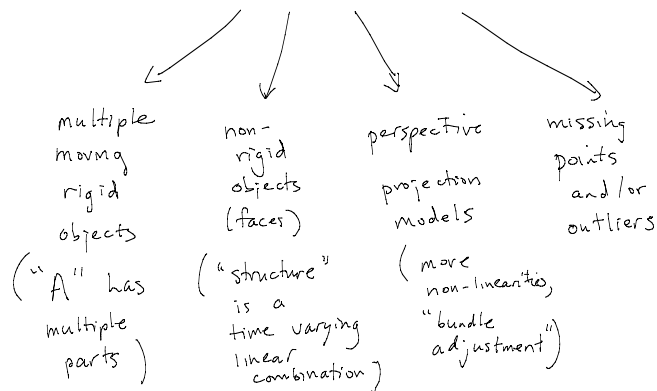 multiple
moving
rigid
objects
("A" has
multiple
parts)
non-
rigid
objects
(faces)
("structure"
is a
time varying
linear
combination)
perspective
projection
models
(more
non-linearities,
"bundle
adjustment")
missing
points
and/or
outliers